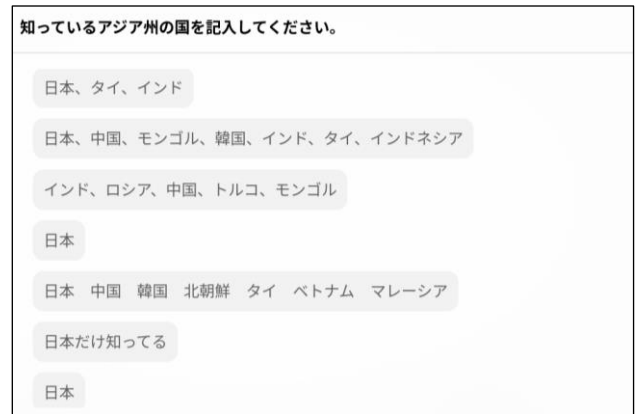 知っているアジア州の国を記入してください。
日本、タイ、インド
日本、中国、モンゴル、韓国、インド、タイ、インドネシア
インド、ロシア、中国、トルコ、モンゴル
日本
日本　中国　韓国　北朝鮮　タイ　ベトナム　マレーシア
日本だけ知ってる
日本